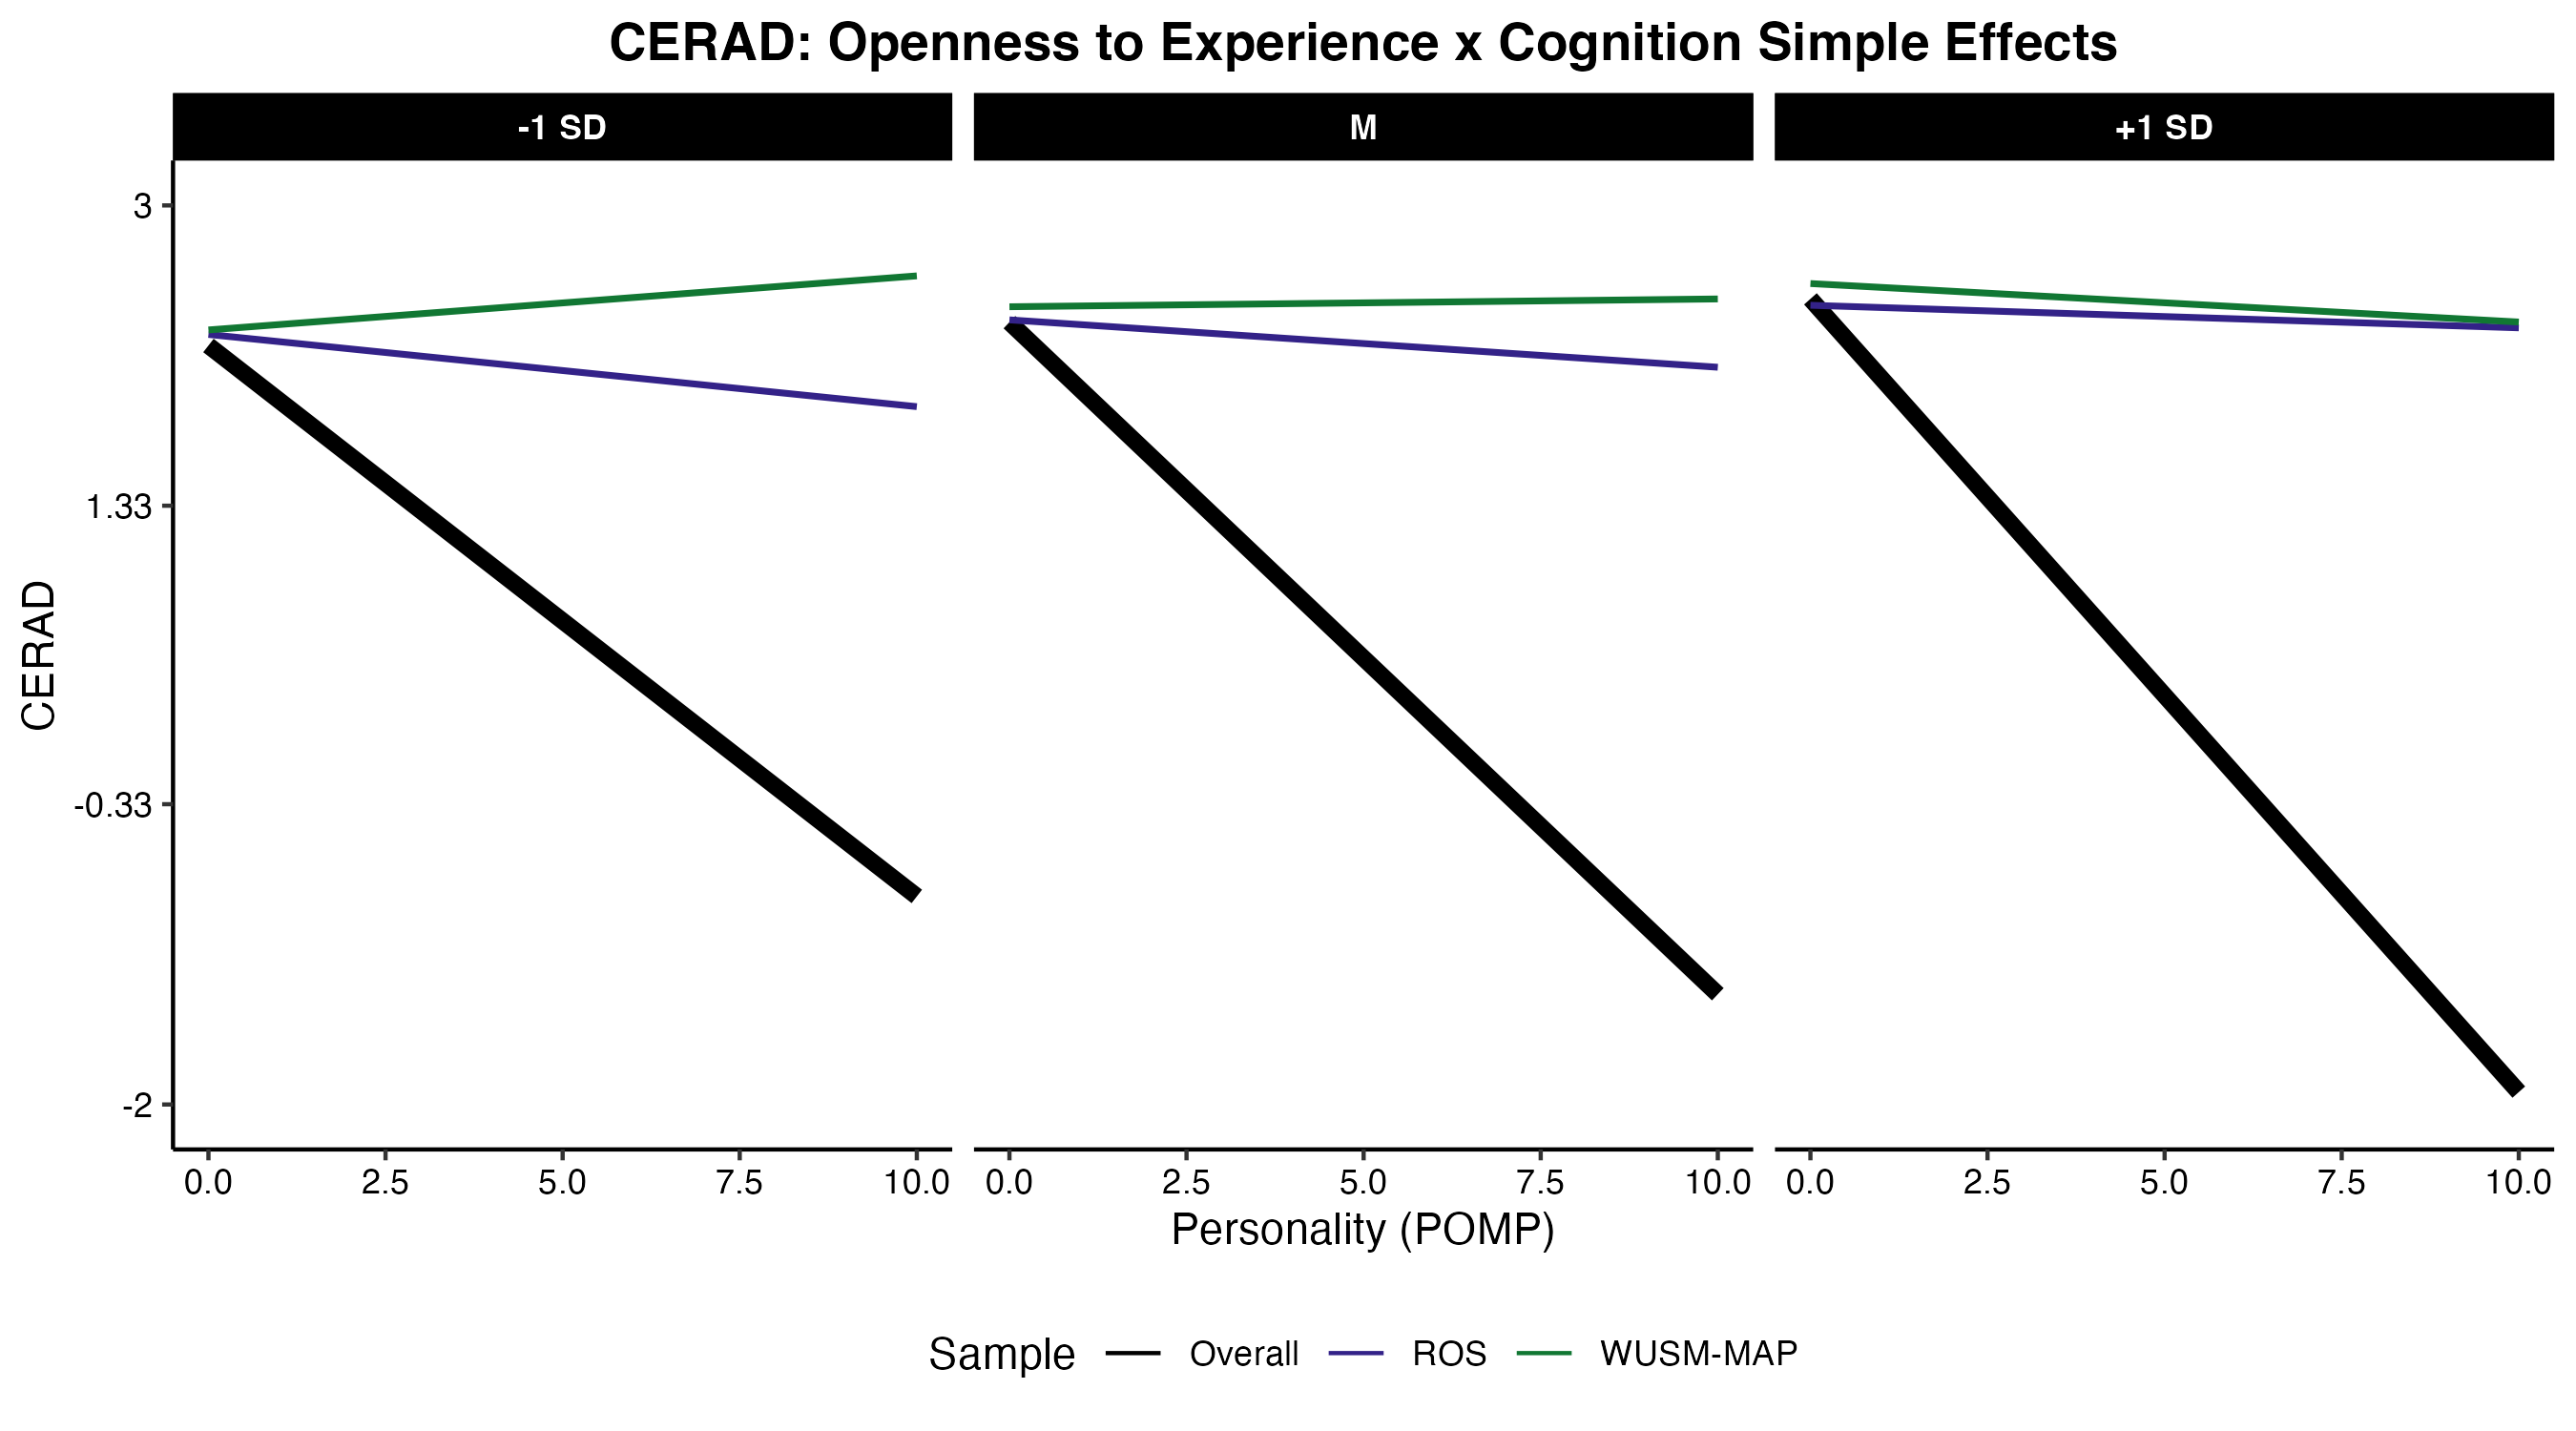 CERAD: Openness to Experience x Cognition Simple Effects
-1 SD M +1 SD
3
1.33
-0.33
-2
CERAD
0.0 2.5 5.0 7.5 10.0 0.0 2.5 5.0 7.5 10.0 0.0 2.5 5.0 7.5 10.0
Personality (POMP)
Sample Overall ROS WUSM-MAP